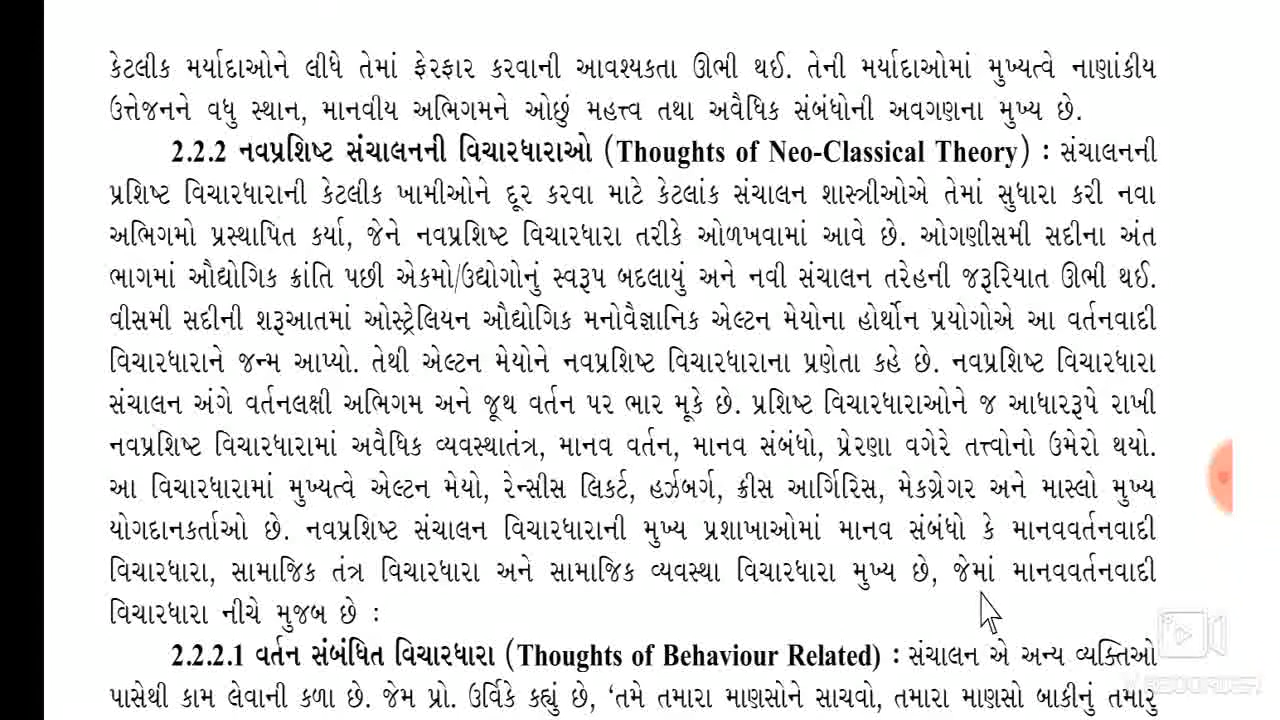 કેટલીક મર્યાદાઓને લીધે તેમાં ફેરફાર કરવાની આવશ્યકતા ઊભી થઈ. તેની મર્યાદાઓમાં મુખ્યત્વે નાણાંકીય
ઉત્તેજનને વધુ સ્થાન, માનવીય અભિગમને ઓછું મહત્ત્વ તથા અવૈધિક સંબંધોની અવગણના મુખ્ય છે.
2.2.2 નવપ્રશિષ્ટ સંચાલનની વિચારધારાઓ (Thoughts of Neo-Classical Theory) : સંચાલનની
પ્રશિષ્ટ વિચારધારાની કેટલીક ખામીઓને દૂર કરવા માટે કેટલાંક સંચાલન શાસ્ત્રીઓએ તેમાં સુધારા કરી નવા
અભિગમો પ્રસ્થાપિત કર્યા, જેને નવપ્રશિષ્ટ વિચારધારા તરીકે ઓળખવામાં આવે છે. ઓગણીસમી સદીના અંત
ભાગમાં ઔદ્યોગિક ક્રાંતિ પછી એકમો/ઉદ્યોગોનું સ્વરૂપ બદલાયું અને નવી સંચાલન તરેહની જરૂરિયાત ઊભી થઈ.
વીસમી સદીની શરૂઆતમાં ઓસ્ટ્રેલિયન ઔદ્યોગિક મનોવૈજ્ઞાનિક એલ્ટન મેયોના હોર્થોન પ્રયોગોએ આ વર્તનવાદી
વિચારધારાને જન્મ આપ્યો. તેથી એલ્ટન મેયોને નવપ્રશિષ્ટ વિચારધારાના પ્રણેતા કહે છે. નવપ્રશિષ્ટ વિચારધારા
સંચાલન અંગે વર્તનલક્ષી અભિગમ અને જૂથ વર્તન પર ભાર મૂકે છે. પ્રશિષ્ટ વિચારધારાઓને જ આધારરૂપે રાખી
નવપ્રશિષ્ટ વિચારધારામાં અવૈધિક વ્યવસ્થાતંત્ર, માનવ વર્તન, માનવ સંબંધો, પ્રેરણા વગેરે તત્ત્વોનો ઉમેરો થયો.
આ વિચારધારામાં મુખ્યત્વે એલ્ટન મેયો, રેન્સીસ લિકર્ટ, હર્ઝબર્ગ, ક્રીસ આર્ગિરિસ, મેકગ્રેગર અને માસ્લો મુખ્ય
યોગદાનકર્તાઓ છે. નવપ્રશિષ્ટ સંચાલન વિચારધારાની મુખ્ય પ્રશાખાઓમાં માનવ સંબંધો કે માનવવર્તનવાદી
વિચારધારા, સામાજિક તંત્ર વિચારધારા અને સામાજિક વ્યવસ્થા વિચારધારા મુખ્ય છે, જેમાં માનવવર્તનવાદી
વિચારધારા નીચે મુજબ છે :
2.2.2.1 વર્તન સંબંધિત વિચારધારા (Thoughts of Behaviour Related) : સંચાલન એ અન્ય વ્યક્તિઓ
પાસેથી કામ લેવાની કળા છે. જેમ પ્રો. ઉર્વિકે કહ્યું છે, ‘તમે તમારા માણસોને સાચવો, તમારા માણસો બાકીનું તમારું